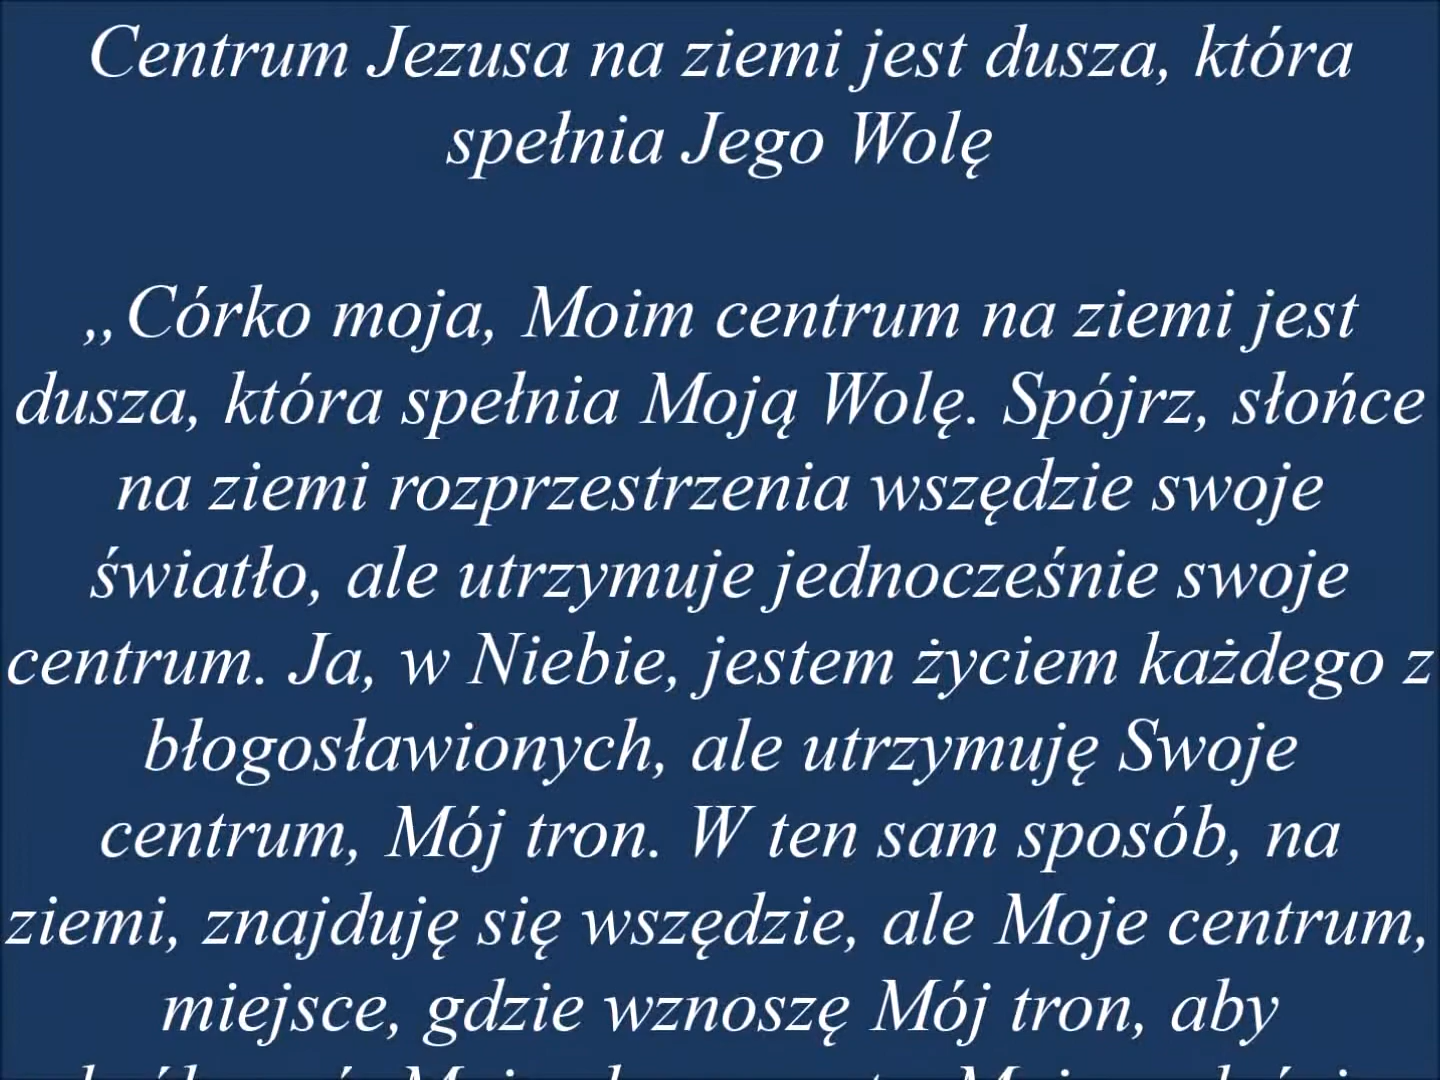 Centrum Jezusa na ziemi jest dusza, która
spełnia Jego Wolę
„Córko moja, Moim centrum na ziemi jest
dusza, która spełnia Moją Wolę. Spójrz, słońce
na ziemi rozprzestrzenia wszędzie swoje
światło, ale utrzymuje jednocześnie swoje
centrum. Ja, w Niebie, jestem życiem każdego z
błogosławionych, ale utrzymuję Swoje
centrum, Mój tron. W ten sam sposób, na
ziemi, znajduję się wszędzie, ale Moje centrum,
miejsce, gdzie wznoszę Mój tron, aby